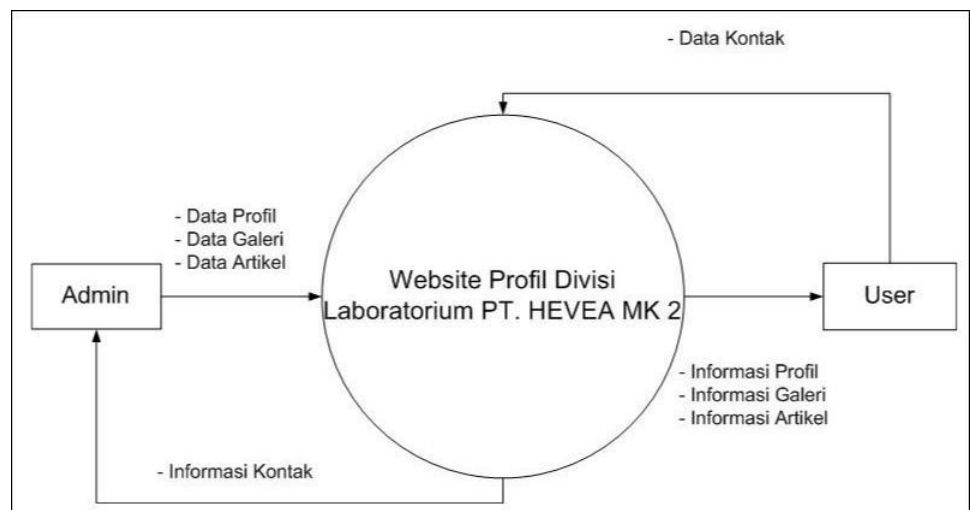 - Data Kontak
- Data Profil
- Data Galeri
- Data Artikel
Admin
Website Profil Divisi
Laboratorium PT. HEVEA MK 2
User
- Informasi Profil
- Informasi Galeri
- Informasi Artikel
- Informasi Kontak